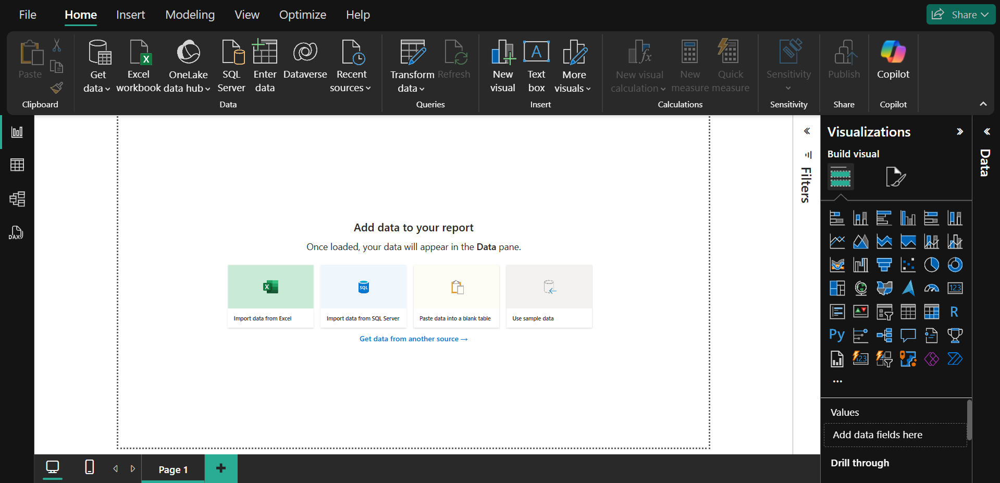 File Home Insert Modeling View Optimize Help Share
Paste
Get data
Excel workbook
OneLake data hub
SQL Server
Enter data
Dataverse
Recent sources
Transform data
Refresh
New visual
Text box
More visuals
New visual calculation
New measure
Quick measure
Sensitivity
Publish
Copilot
Clipboard Data Queries Insert Calculations Sensitivity Share Copilot
DAX
Add data to your report
Once loaded, your data will appear in the Data pane.
SQL
Import data from Excel
Import data from SQL Server
Paste data into a blank table
Use sample data
Get data from another source →
Filters
Visualizations
Build visual
123
R
Py
123
...
Values
Add data fields here
Drill through
Data
Page 1